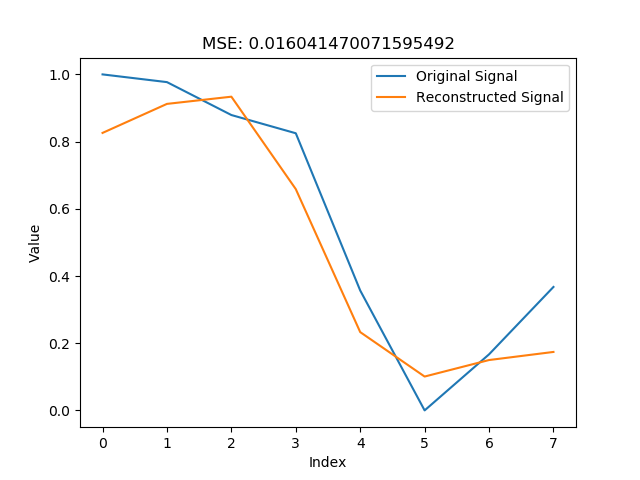 MSE: 0.016041470071595492
Original Signal
Reconstructed Signal
1.0
0.8
0.6
0.4
0.2
0.0
Value
0 1 2 3 4 5 6 7
Index